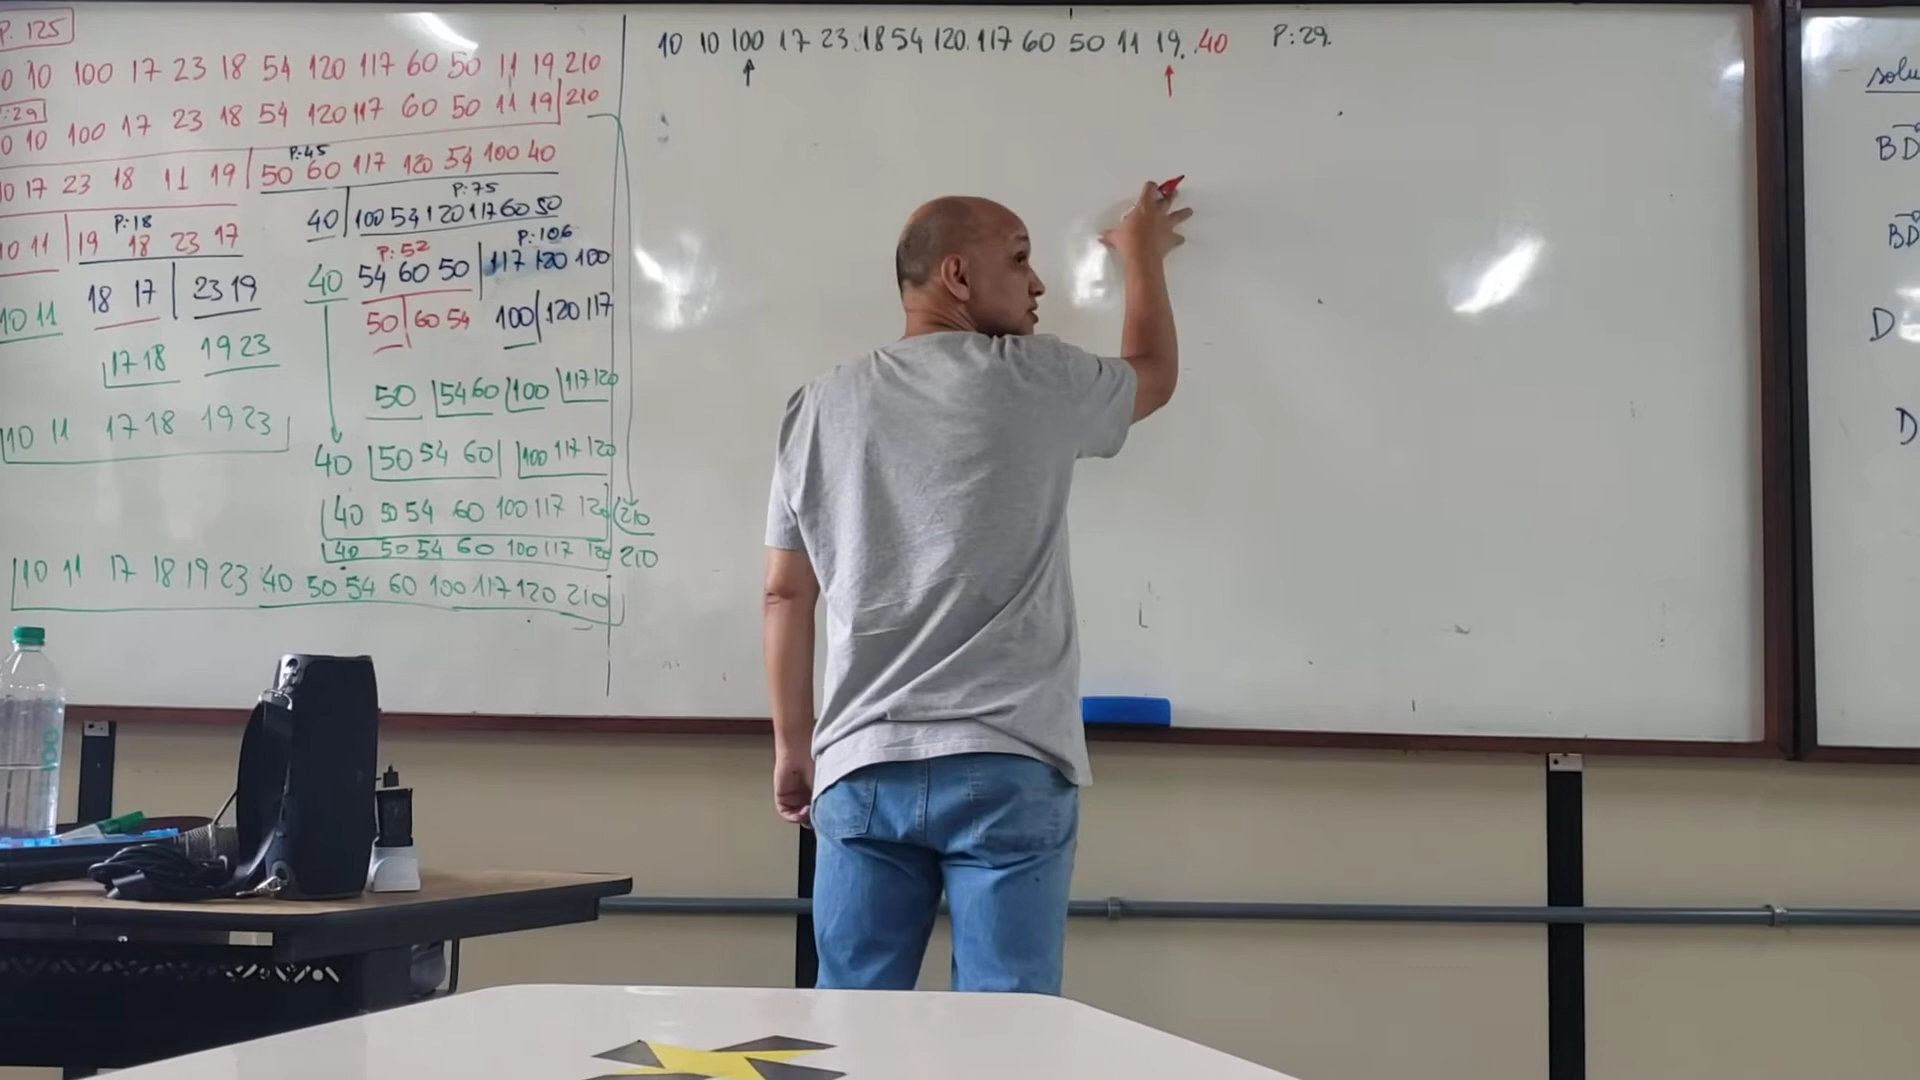 P. 125
0 10 100 17 23 18 54 120 117 60 50 11 19 210
:29
0 10 100 17 23 18 54 120 117 60 50 11 19 | 210
P:45
10 17 23 18 11 19 | 50 60 117 120 54 100 40
P:75
40 | 100 54 120 117 60 50
P:18
10 11 | 19 18 23 17
P:52 P:106
40 54 60 50 | 117 120 100
10 11 18 17 | 23 19
50 | 60 54 100 | 120 117
17 18 19 23
50 54 60 100 117 120
10 11 17 18 19 23
40 50 54 60 100 117 120
40 50 54 60 100 117 120 210
40 50 54 60 100 117 120 210
10 11 17 18 19 23 40 50 54 60 100 117 120 210
10 10 100 17 23 18 54 120 117 60 50 11 19 40 P:29
solu
BD
BD
D
D
100